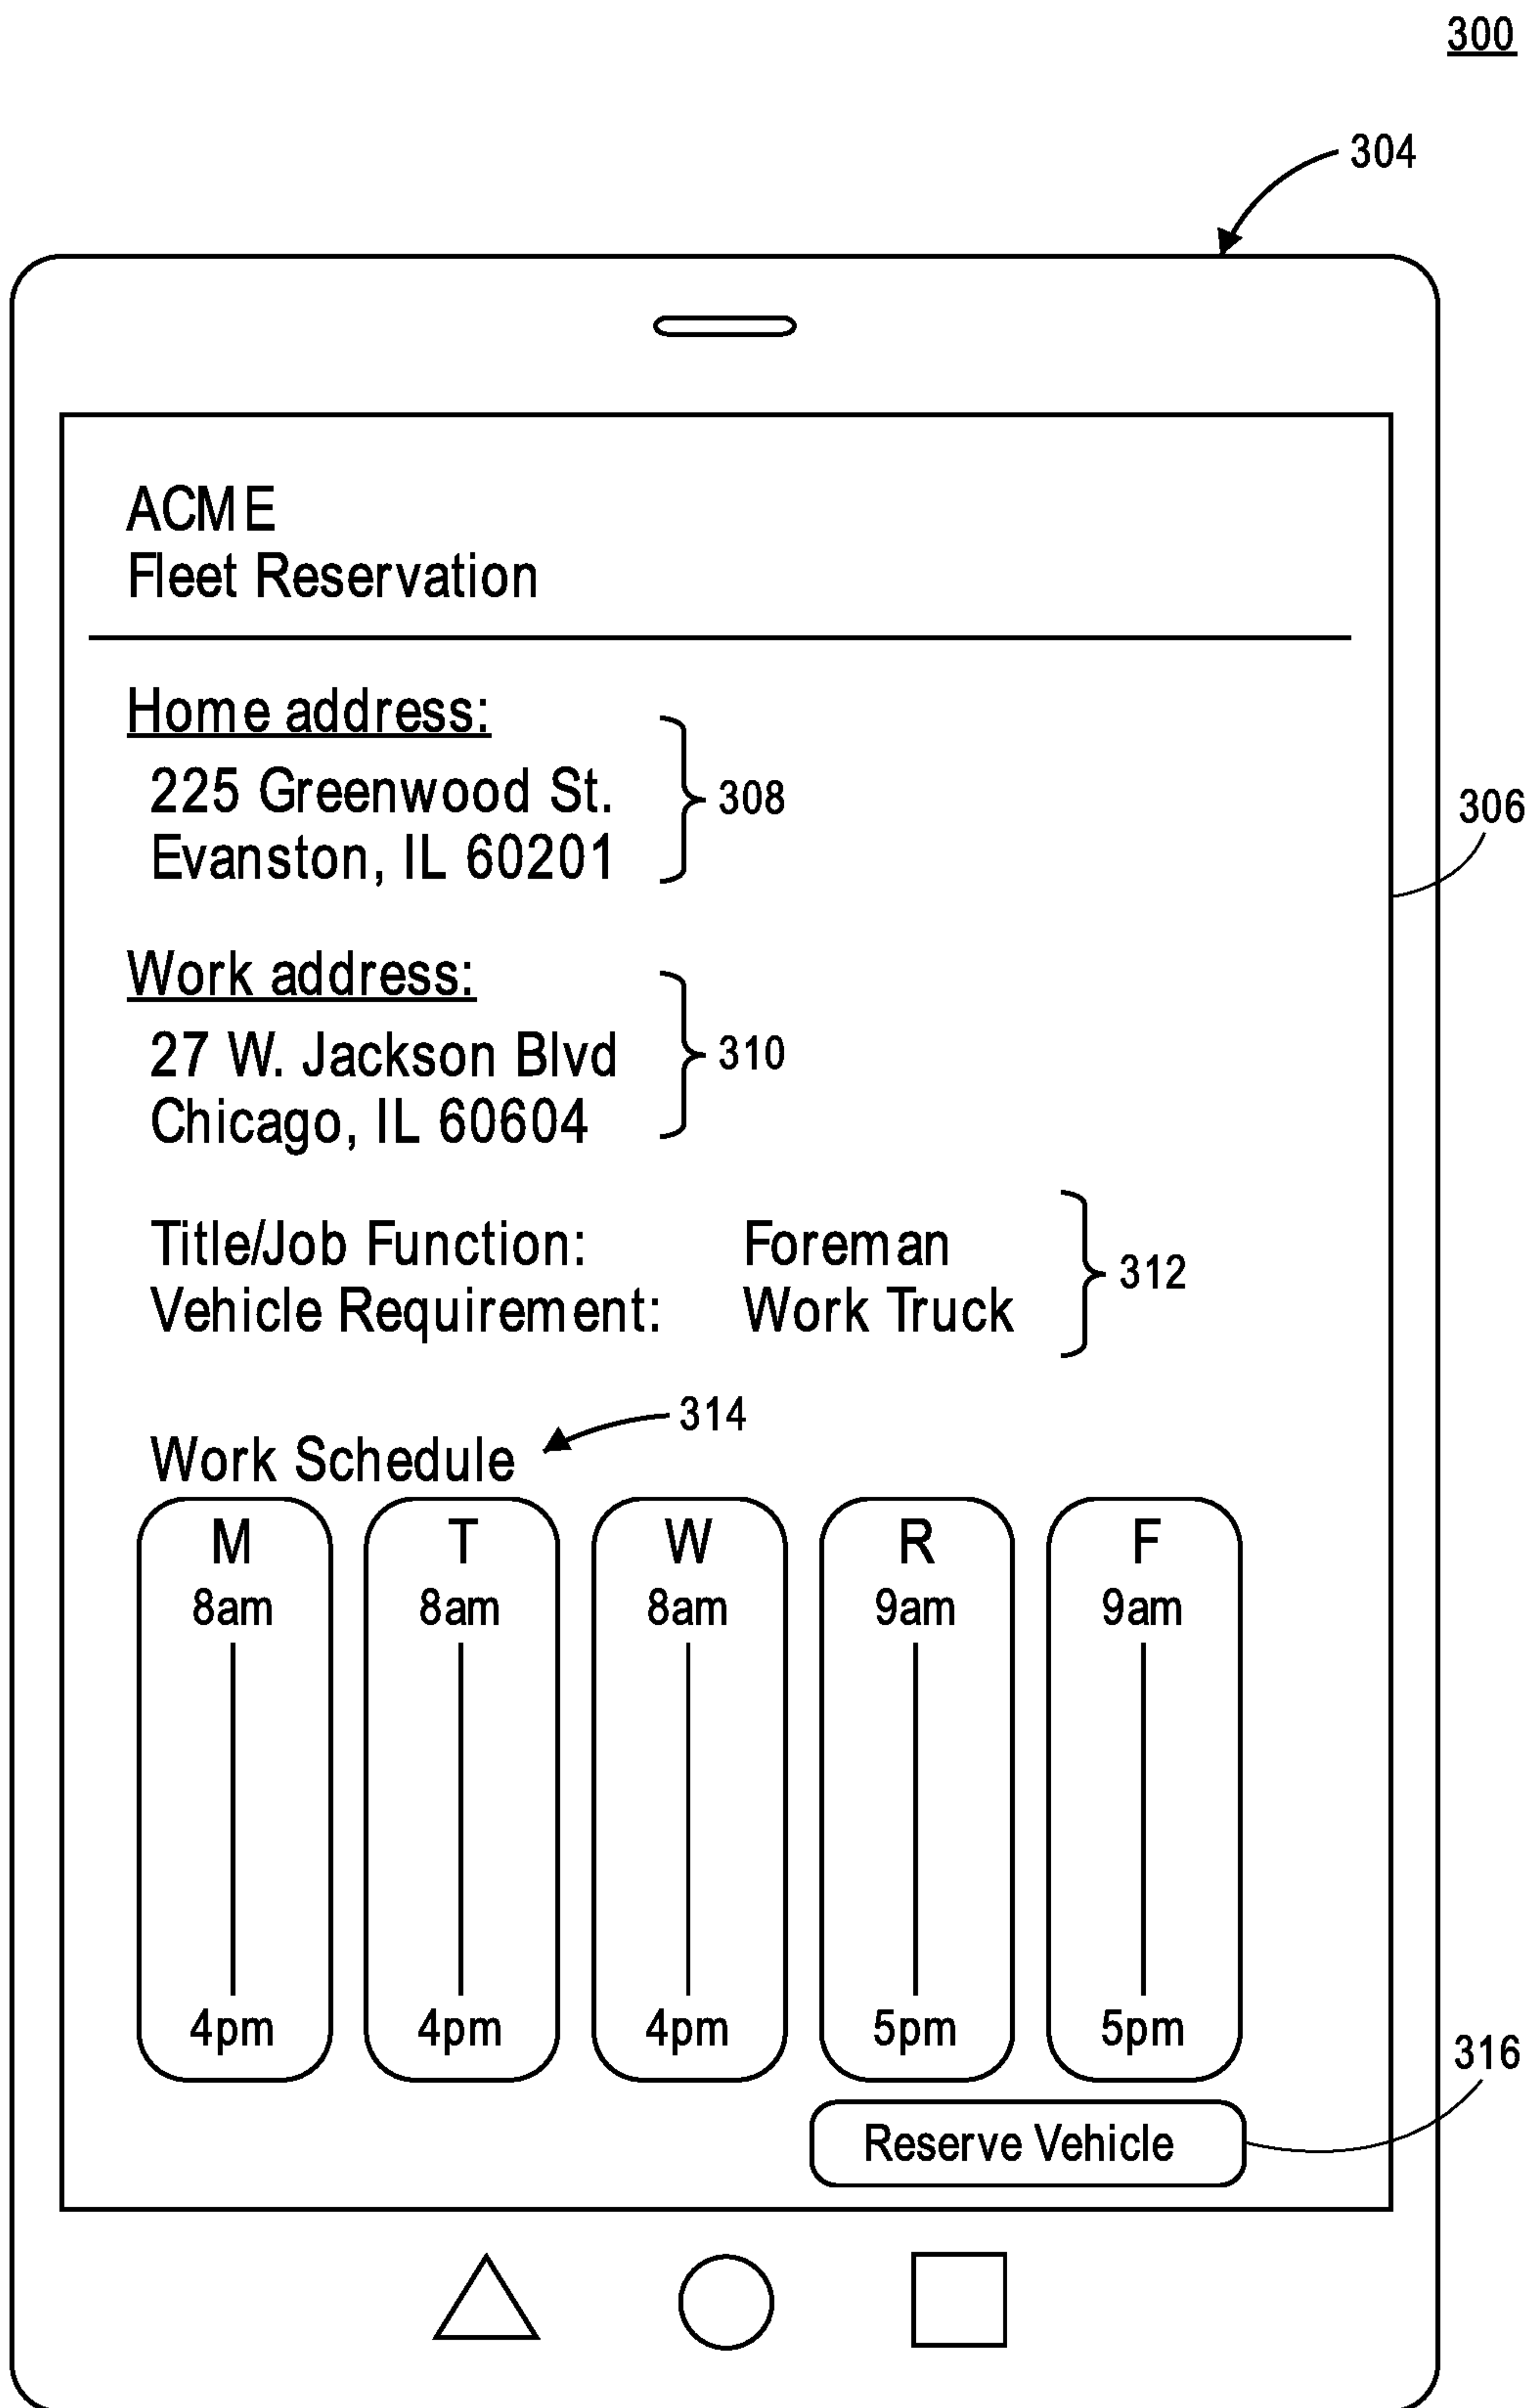 300
304
ACME
Fleet Reservation
Home address:
225 Greenwood St.
Evanston, IL 60201
308
306
Work address:
27 W. Jackson Blvd
Chicago, IL 60604
310
Title/Job Function: Foreman
Vehicle Requirement: Work Truck
312
314
Work Schedule
M T W R F
8am 8am 8am 9am 9am
4pm 4pm 4pm 5pm 5pm
316
Reserve Vehicle